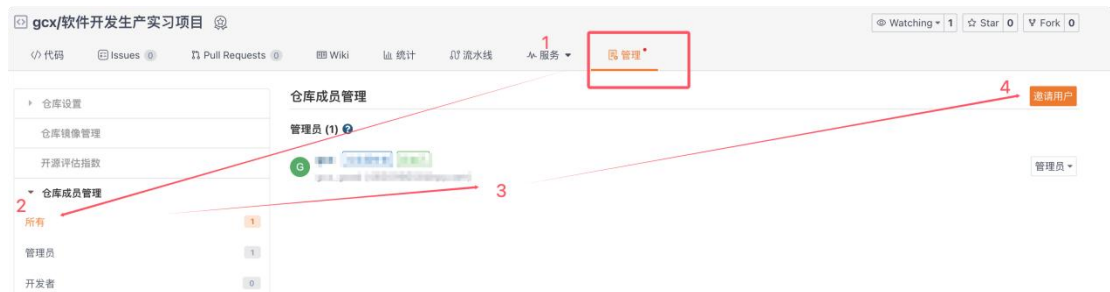 gcx/软件开发生产实习项目
Watching 1 Star 0 Fork 0
代码 Issues 0 Pull Requests 0 Wiki 统计 流水线 服务 管理
1
仓库设置
仓库成员管理
4
邀请用户
仓库镜像管理
管理员 (1)
开源评估指数
G
管理员
仓库成员管理
3
2
所有 1
管理员 1
开发者 0